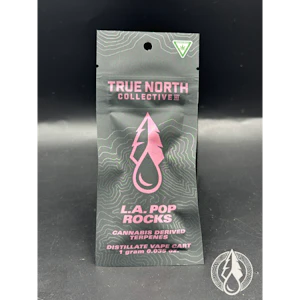 TRUE NORTH
COLLECTIVE
L.A. POP
ROCKS
CANNABIS DERIVED
TERPENES
DISTILLATE VAPE CART
1 gram 0.035 oz.